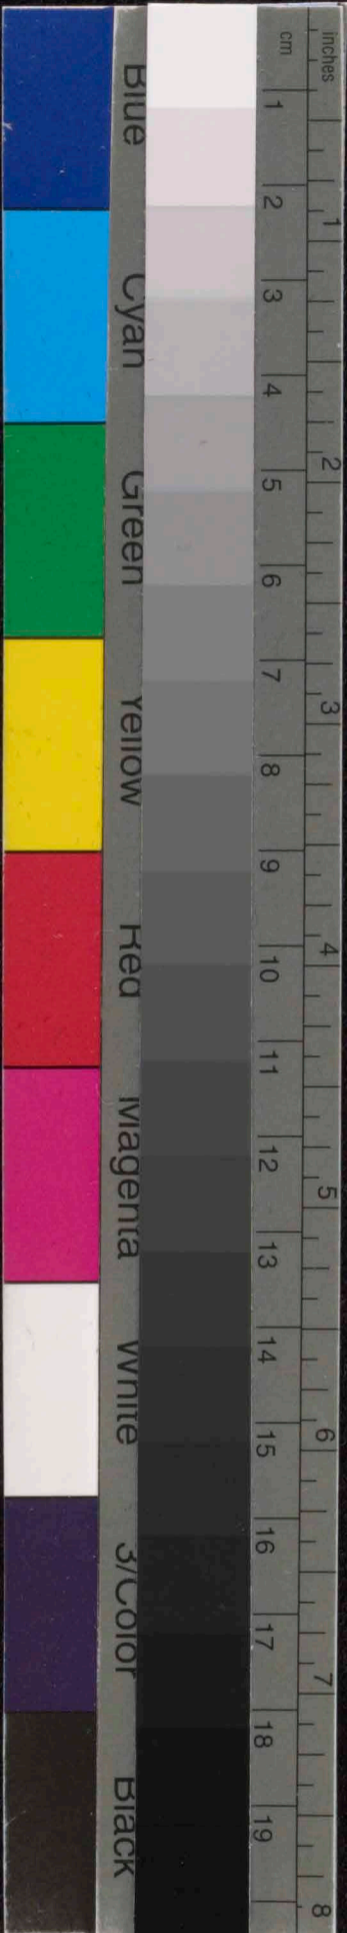 inches
1 2 3 4 5 6 7 8
cm
1 2 3 4 5 6 7 8 9 10 11 12 13 14 15 16 17 18 19
Blue Cyan Green Yellow Red Magenta White 3/Color Black